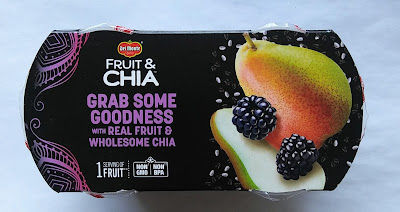 Del Monte
FRUIT &
CHIA
GRAB SOME
GOODNESS
WITH REAL FRUIT &
WHOLESOME CHIA
1 SERVING OF
FRUIT
NON
GMO
NON
BPA